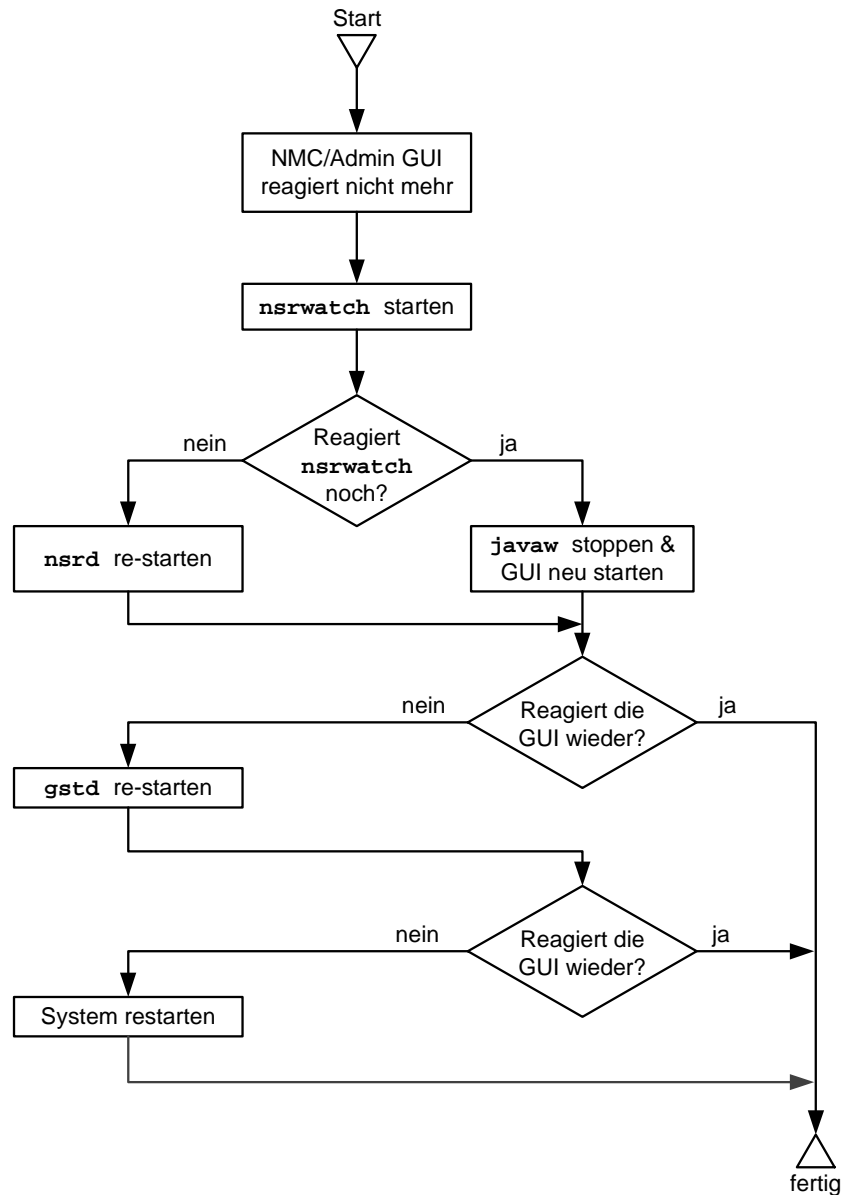 Start
NMC/Admin GUI
reagiert nicht mehr
nsrwatch starten
nein
Reagiert
nsrwatch
noch?
ja
nsrd re-starten
javaw stoppen &
GUI neu starten
nein
Reagiert die
GUI wieder?
ja
gstd re-starten
nein
Reagiert die
GUI wieder?
ja
System restarten
fertig